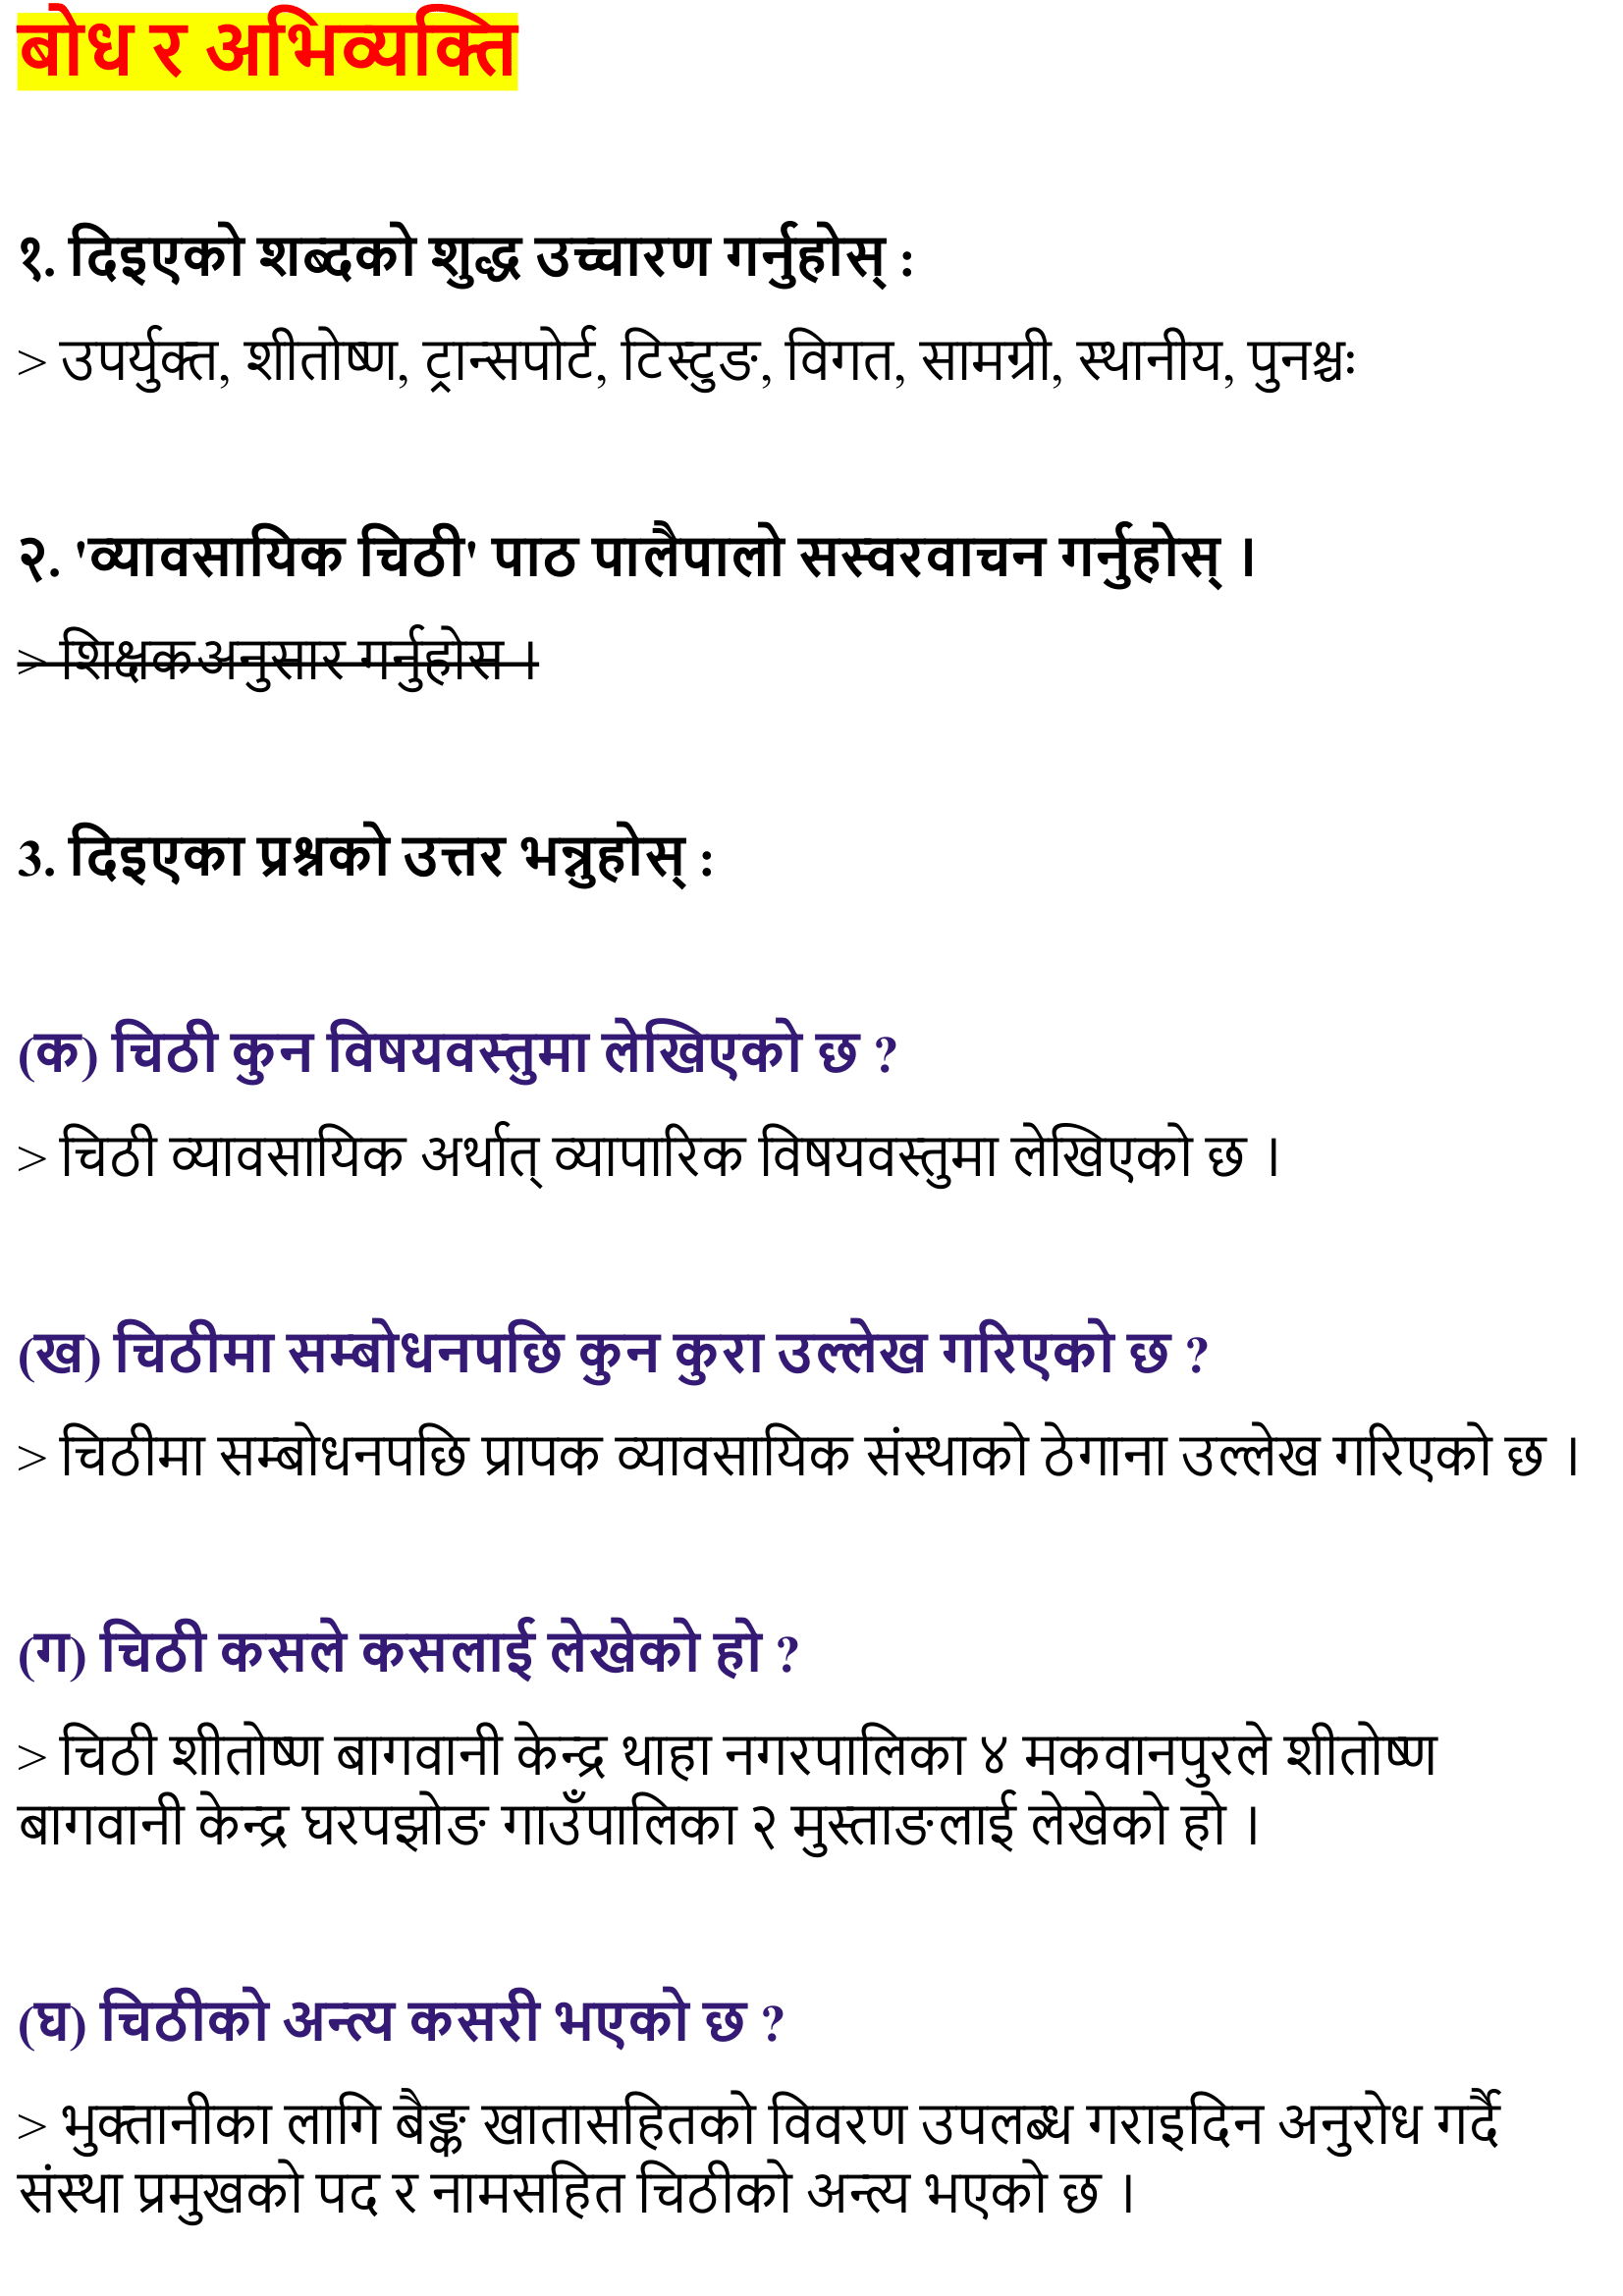 बोध र अभिव्यक्ति
१. दिइएको शब्दको शुद्ध उच्चारण गर्नुहोस् :
> उपर्युक्त, शीतोष्ण, ट्रान्सपोर्ट, टिस्टुङ, विगत, सामग्री, स्थानीय, पुनश्चः
२. 'व्यावसायिक चिठी' पाठ पालैपालो सस्वरवाचन गर्नुहोस् ।
> शिक्षकअनुसार गर्नुहोस ।
3. दिइएका प्रश्नको उत्तर भन्नुहोस् :
(क) चिठी कुन विषयवस्तुमा लेखिएको छ ?
> चिठी व्यावसायिक अर्थात् व्यापारिक विषयवस्तुमा लेखिएको छ ।
(ख) चिठीमा सम्बोधनपछि कुन कुरा उल्लेख गरिएको छ ?
> चिठीमा सम्बोधनपछि प्रापक व्यावसायिक संस्थाको ठेगाना उल्लेख गरिएको छ ।
(ग) चिठी कसले कसलाई लेखेको हो ?
> चिठी शीतोष्ण बागवानी केन्द्र थाहा नगरपालिका ४ मकवानपुरले शीतोष्ण
बागवानी केन्द्र घरपझोङ गाउँपालिका २ मुस्ताङलाई लेखेको हो ।
(घ) चिठीको अन्त्य कसरी भएको छ ?
> भुक्तानीका लागि बैङ्क खातासहितको विवरण उपलब्ध गराइदिन अनुरोध गर्दै
संस्था प्रमुखको पद र नामसहित चिठीको अन्त्य भएको छ ।